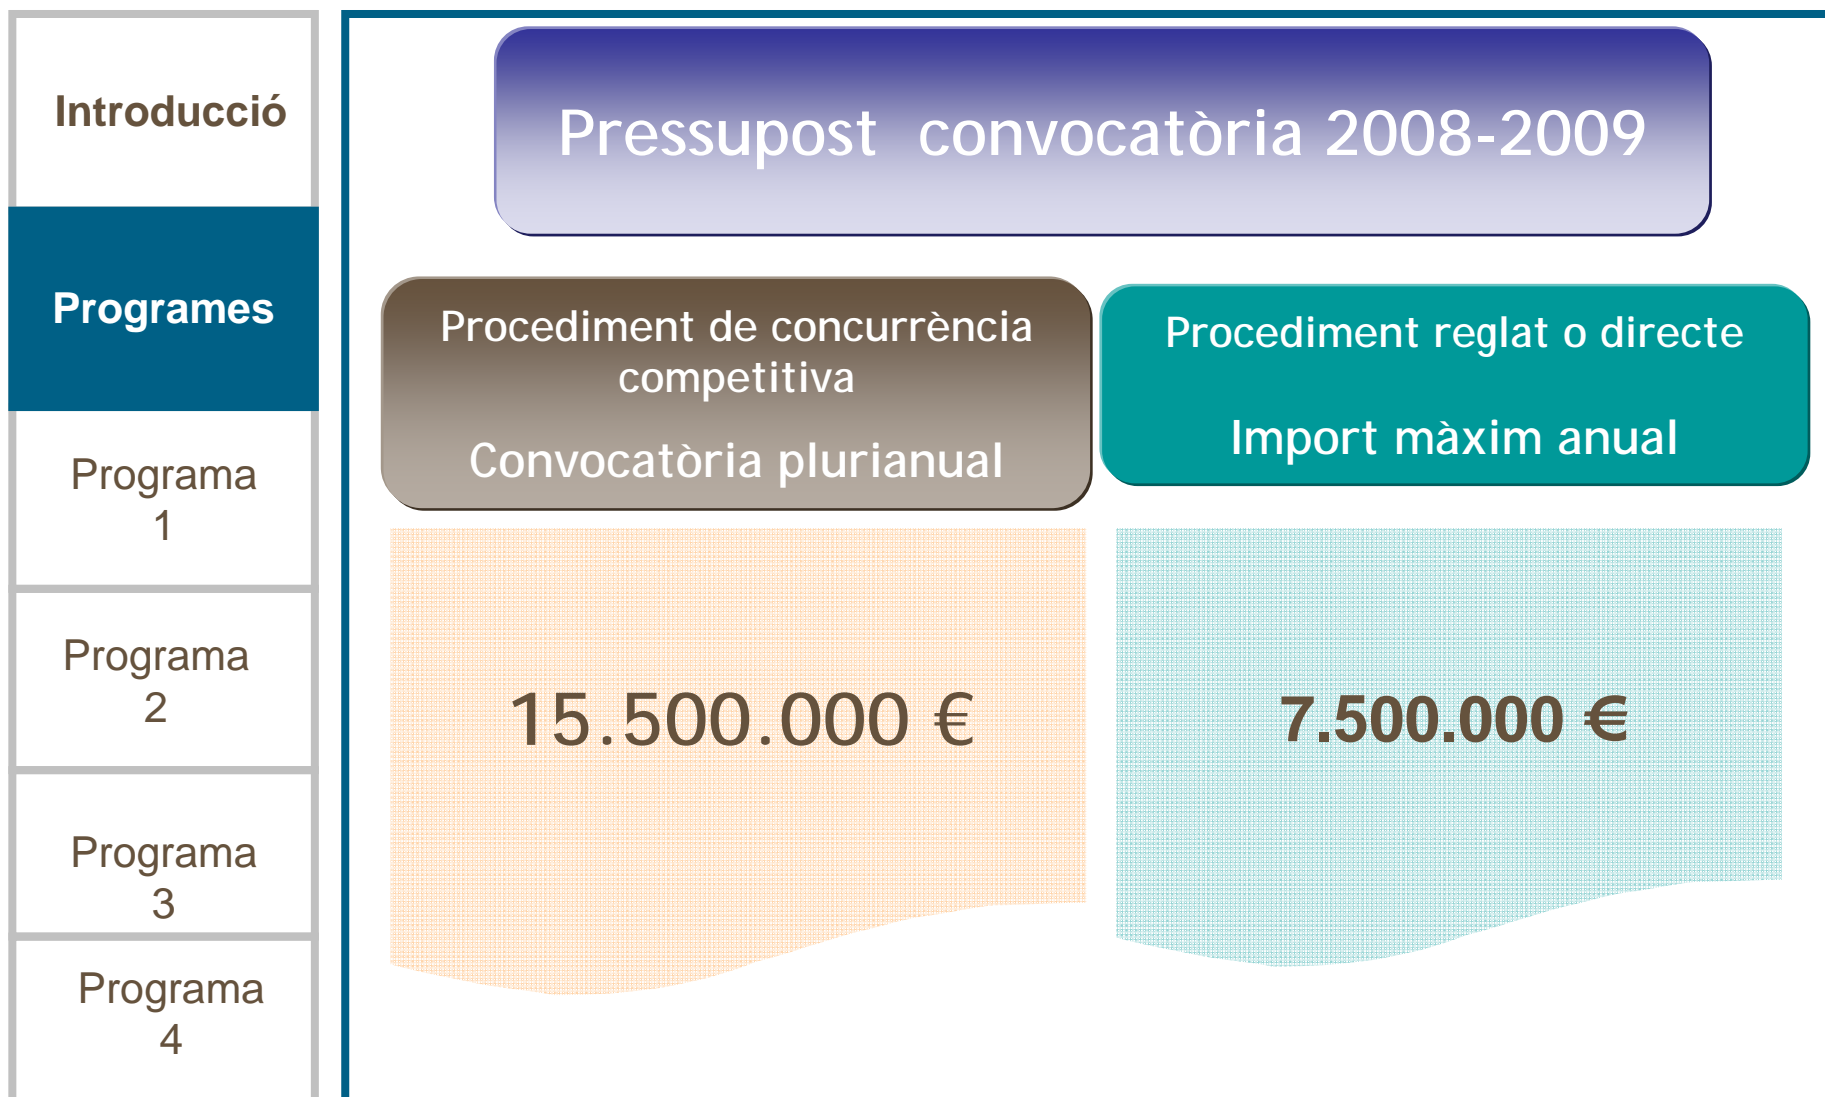 Introducció
Programes
Programa
1
Programa
2
Programa
3
Programa
4
Pressupost convocatòria 2008-2009
Procediment de concurrència
competitiva
Convocatòria plurianual
15.500.000 €
Procediment reglat o directe
Import màxim anual
7.500.000 €